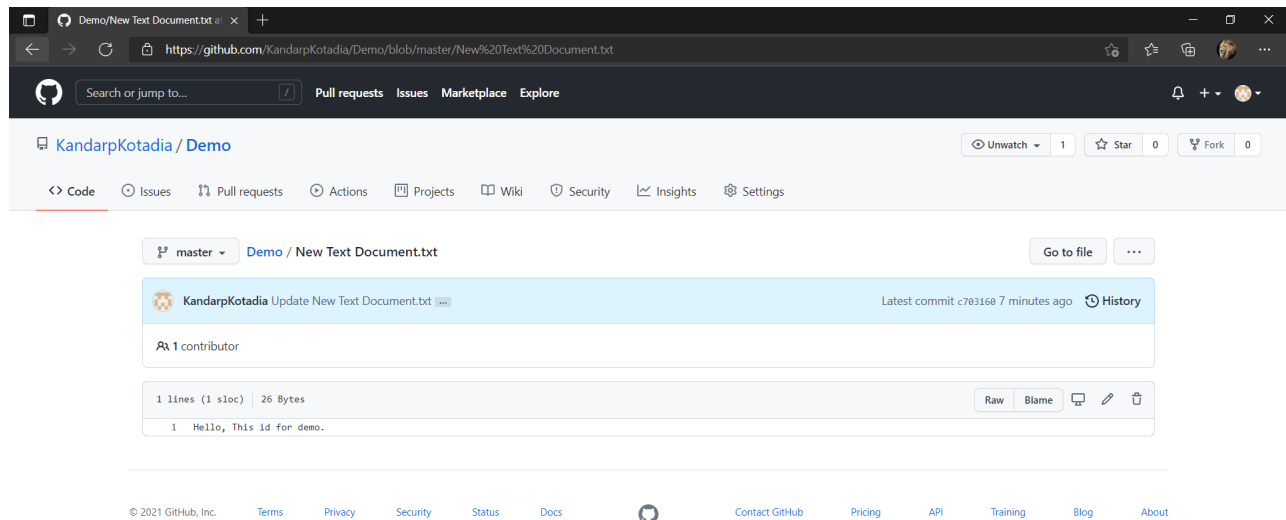 Demo/New Text Document.txt at
https://github.com/KandarpKotadia/Demo/blob/master/New%20Text%20Document.txt
Search or jump to... / Pull requests Issues Marketplace Explore
KandarpKotadia / Demo Unwatch 1 Star 0 Fork 0
<> Code Issues Pull requests Actions Projects Wiki Security Insights Settings
master Demo / New Text Document.txt Go to file ...
KandarpKotadia Update New Text Document.txt ... Latest commit c703160 7 minutes ago History
1 contributor
1 lines (1 sloc) 26 Bytes Raw Blame
1 Hello, This id for demo.
© 2021 GitHub, Inc. Terms Privacy Security Status Docs Contact GitHub Pricing API Training Blog About